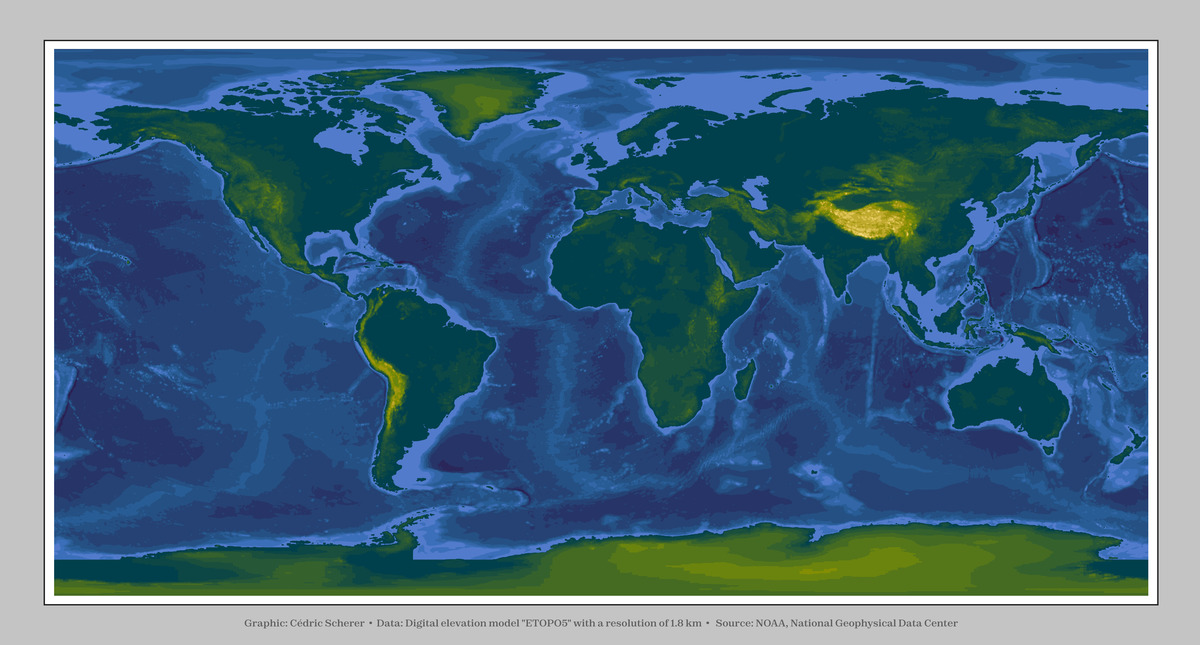 Graphic: Cédric Scherer • Data: Digital elevation model "ETOPO5" with a resolution of 1.8 km • Source: NOAA, National Geophysical Data Center